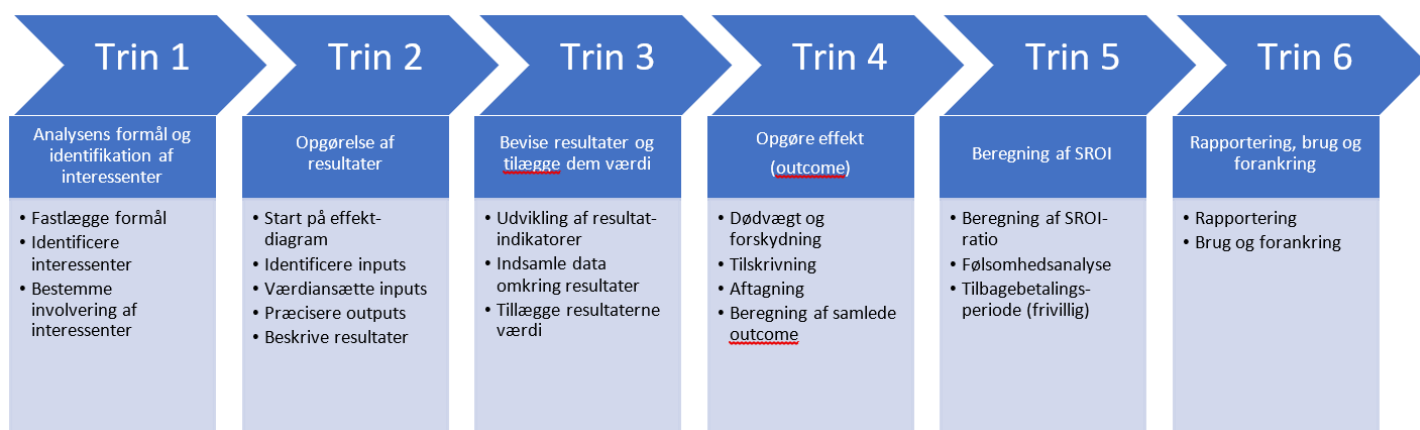 Trin 1
Analysens formål og
identifikation af
interessenter
• Fastlægge formål
• Identificere
interessenter
• Bestemme
involvering af
interessenter
Trin 2
Opgørelse af
resultater
• Start på effekt-
diagram
• Identificere inputs
• Værdiansætte inputs
• Præcisere outputs
• Beskrive resultater
Trin 3
Bevise resultater og
tilægge dem værdi
• Udvikling af resultat-
indikatorer
• Indsamle data
omkring resultater
• Tillægge resultaterne
værdi
Trin 4
Opgøre effekt
(outcome)
• Dødvægt og
forskydning
• Tilskrivning
• Aftagning
• Beregning af samlede
outcome
Trin 5
Beregning af SROI
• Beregning af SROI-
ratio
• Følsomhedsanalyse
• Tilbagebetalings-
periode (frivillig)
Trin 6
Rapportering, brug og
forankring
• Rapportering
• Brug og forankring